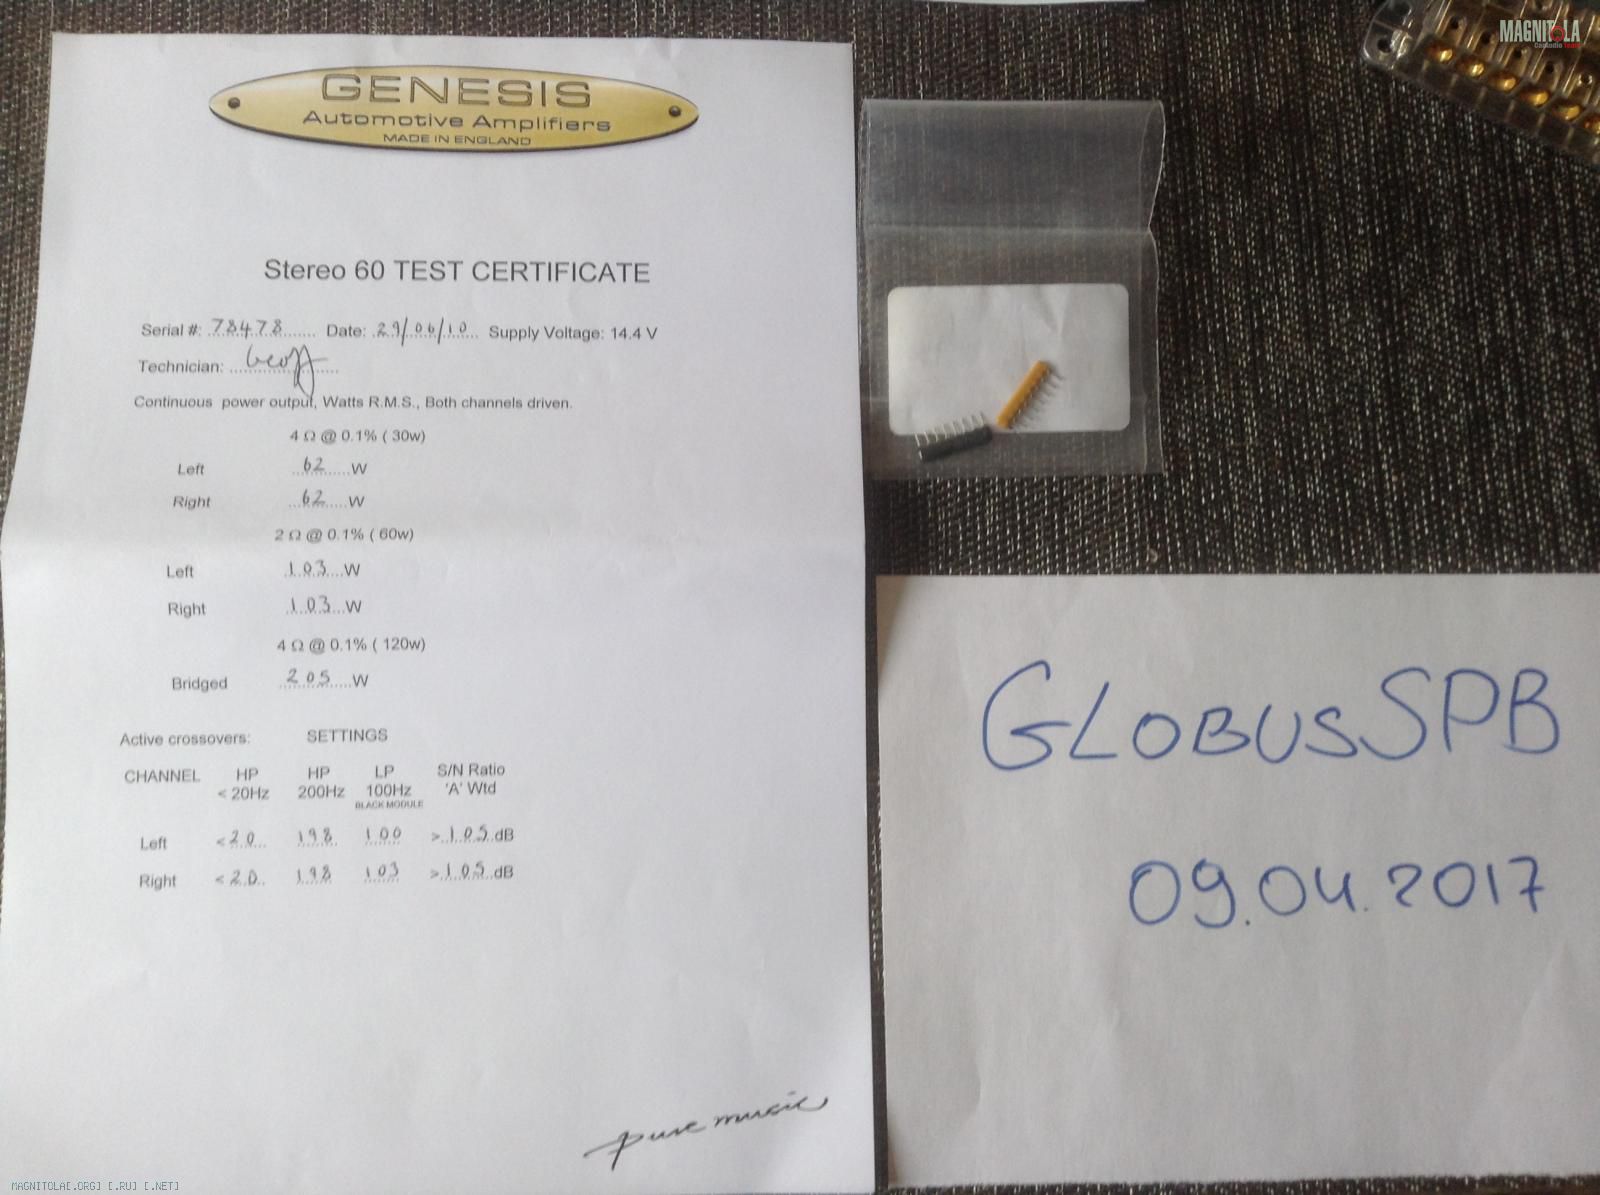 GENESIS
Automotive Amplifiers
MADE IN ENGLAND
Stereo 60 TEST CERTIFICATE
Serial #: 78478 Date: 29/06/10 Supply Voltage: 14.4 V
Technician: Geoff
Continuous power output, Watts R.M.S., Both channels driven.
4 Ω @ 0.1% ( 30w)
Left 62 W
Right 62 W
2 Ω @ 0.1% ( 60w)
Left 103 W
Right 103 W
4 Ω @ 0.1% ( 120w)
Bridged 205 W
Active crossovers: SETTINGS
CHANNEL HP < 20Hz HP 200Hz LP 100Hz BLACK MODULE S/N Ratio 'A' Wtd
Left <20 198 100 >105 dB
Right <20 198 103 >105 dB
pure music
GLOBUSSPB
09.04.2017
MAGNITOLA
CarAudio Team
MAGNITOLA[.ORG] [.RU] [.NET]